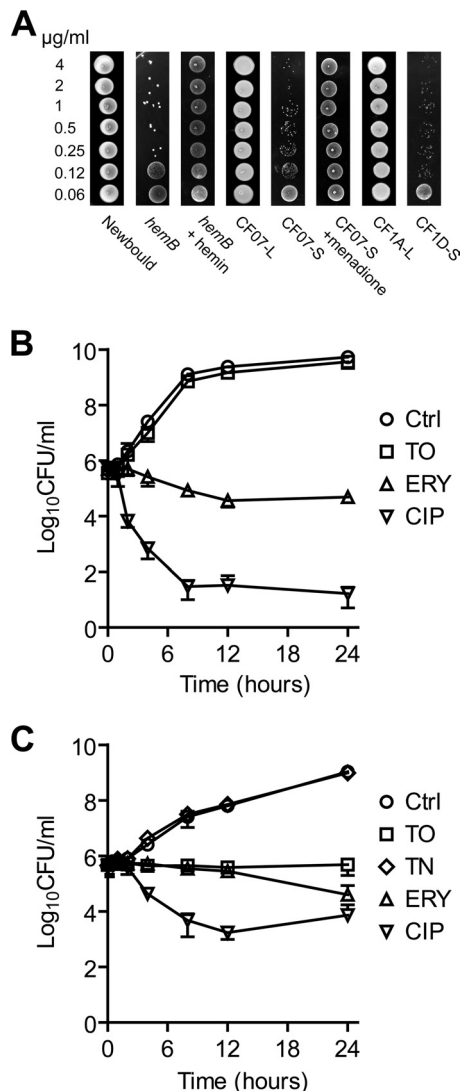 A
µg/ml
4
2
1
0.5
0.25
0.12
0.06
Newbould
hemB
hemB
+ hemin
CF07-L
CF07-S
CF07-S
+menadione
CF1A-L
CF1D-S
B
10
8
6
4
2
0
Log10CFU/ml
0 6 12 18 24
Time (hours)
Ctrl
TO
ERY
CIP
C
10
8
6
4
2
0
Log10CFU/ml
0 6 12 18 24
Time (hours)
Ctrl
TO
TN
ERY
CIP